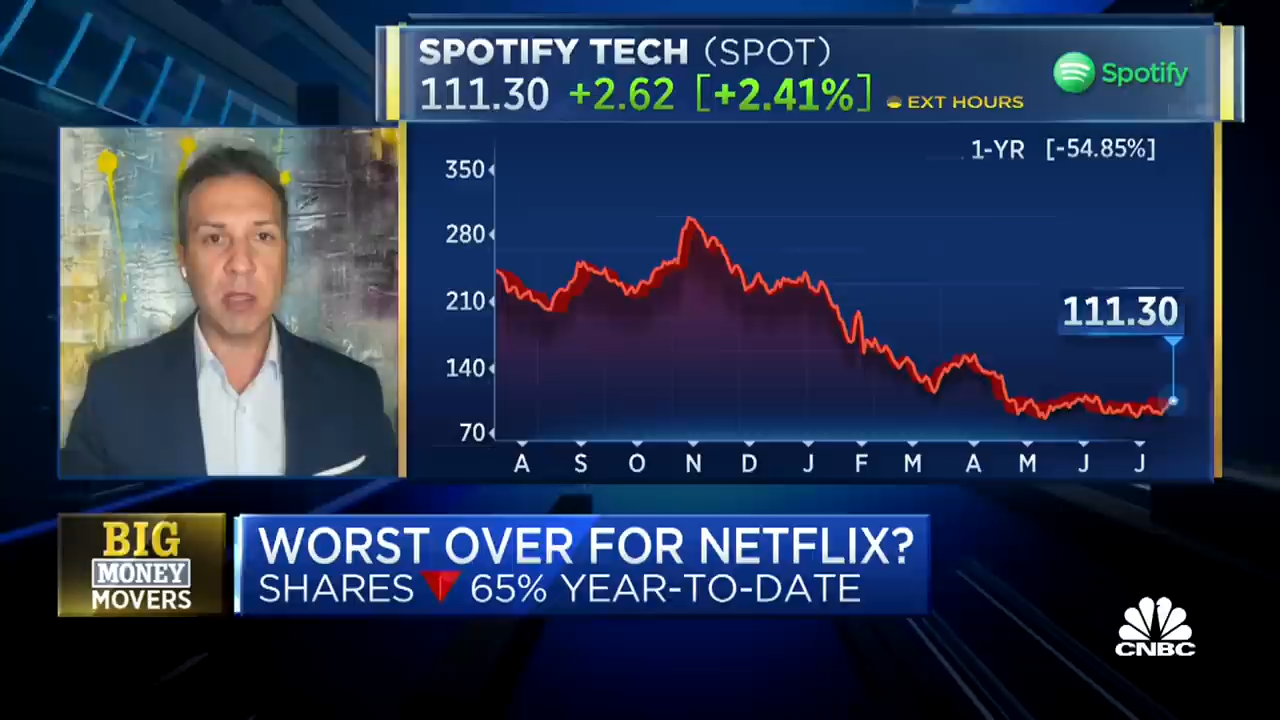 SPOTIFY TECH (SPOT)
111.30 +2.62 [+2.41%] EXT HOURS
Spotify
1-YR [-54.85%]
350
280
210
140
70
111.30
A S O N D J F M A M J J
BIG
MONEY
MOVERS
WORST OVER FOR NETFLIX?
SHARES ▼ 65% YEAR-TO-DATE
CNBC